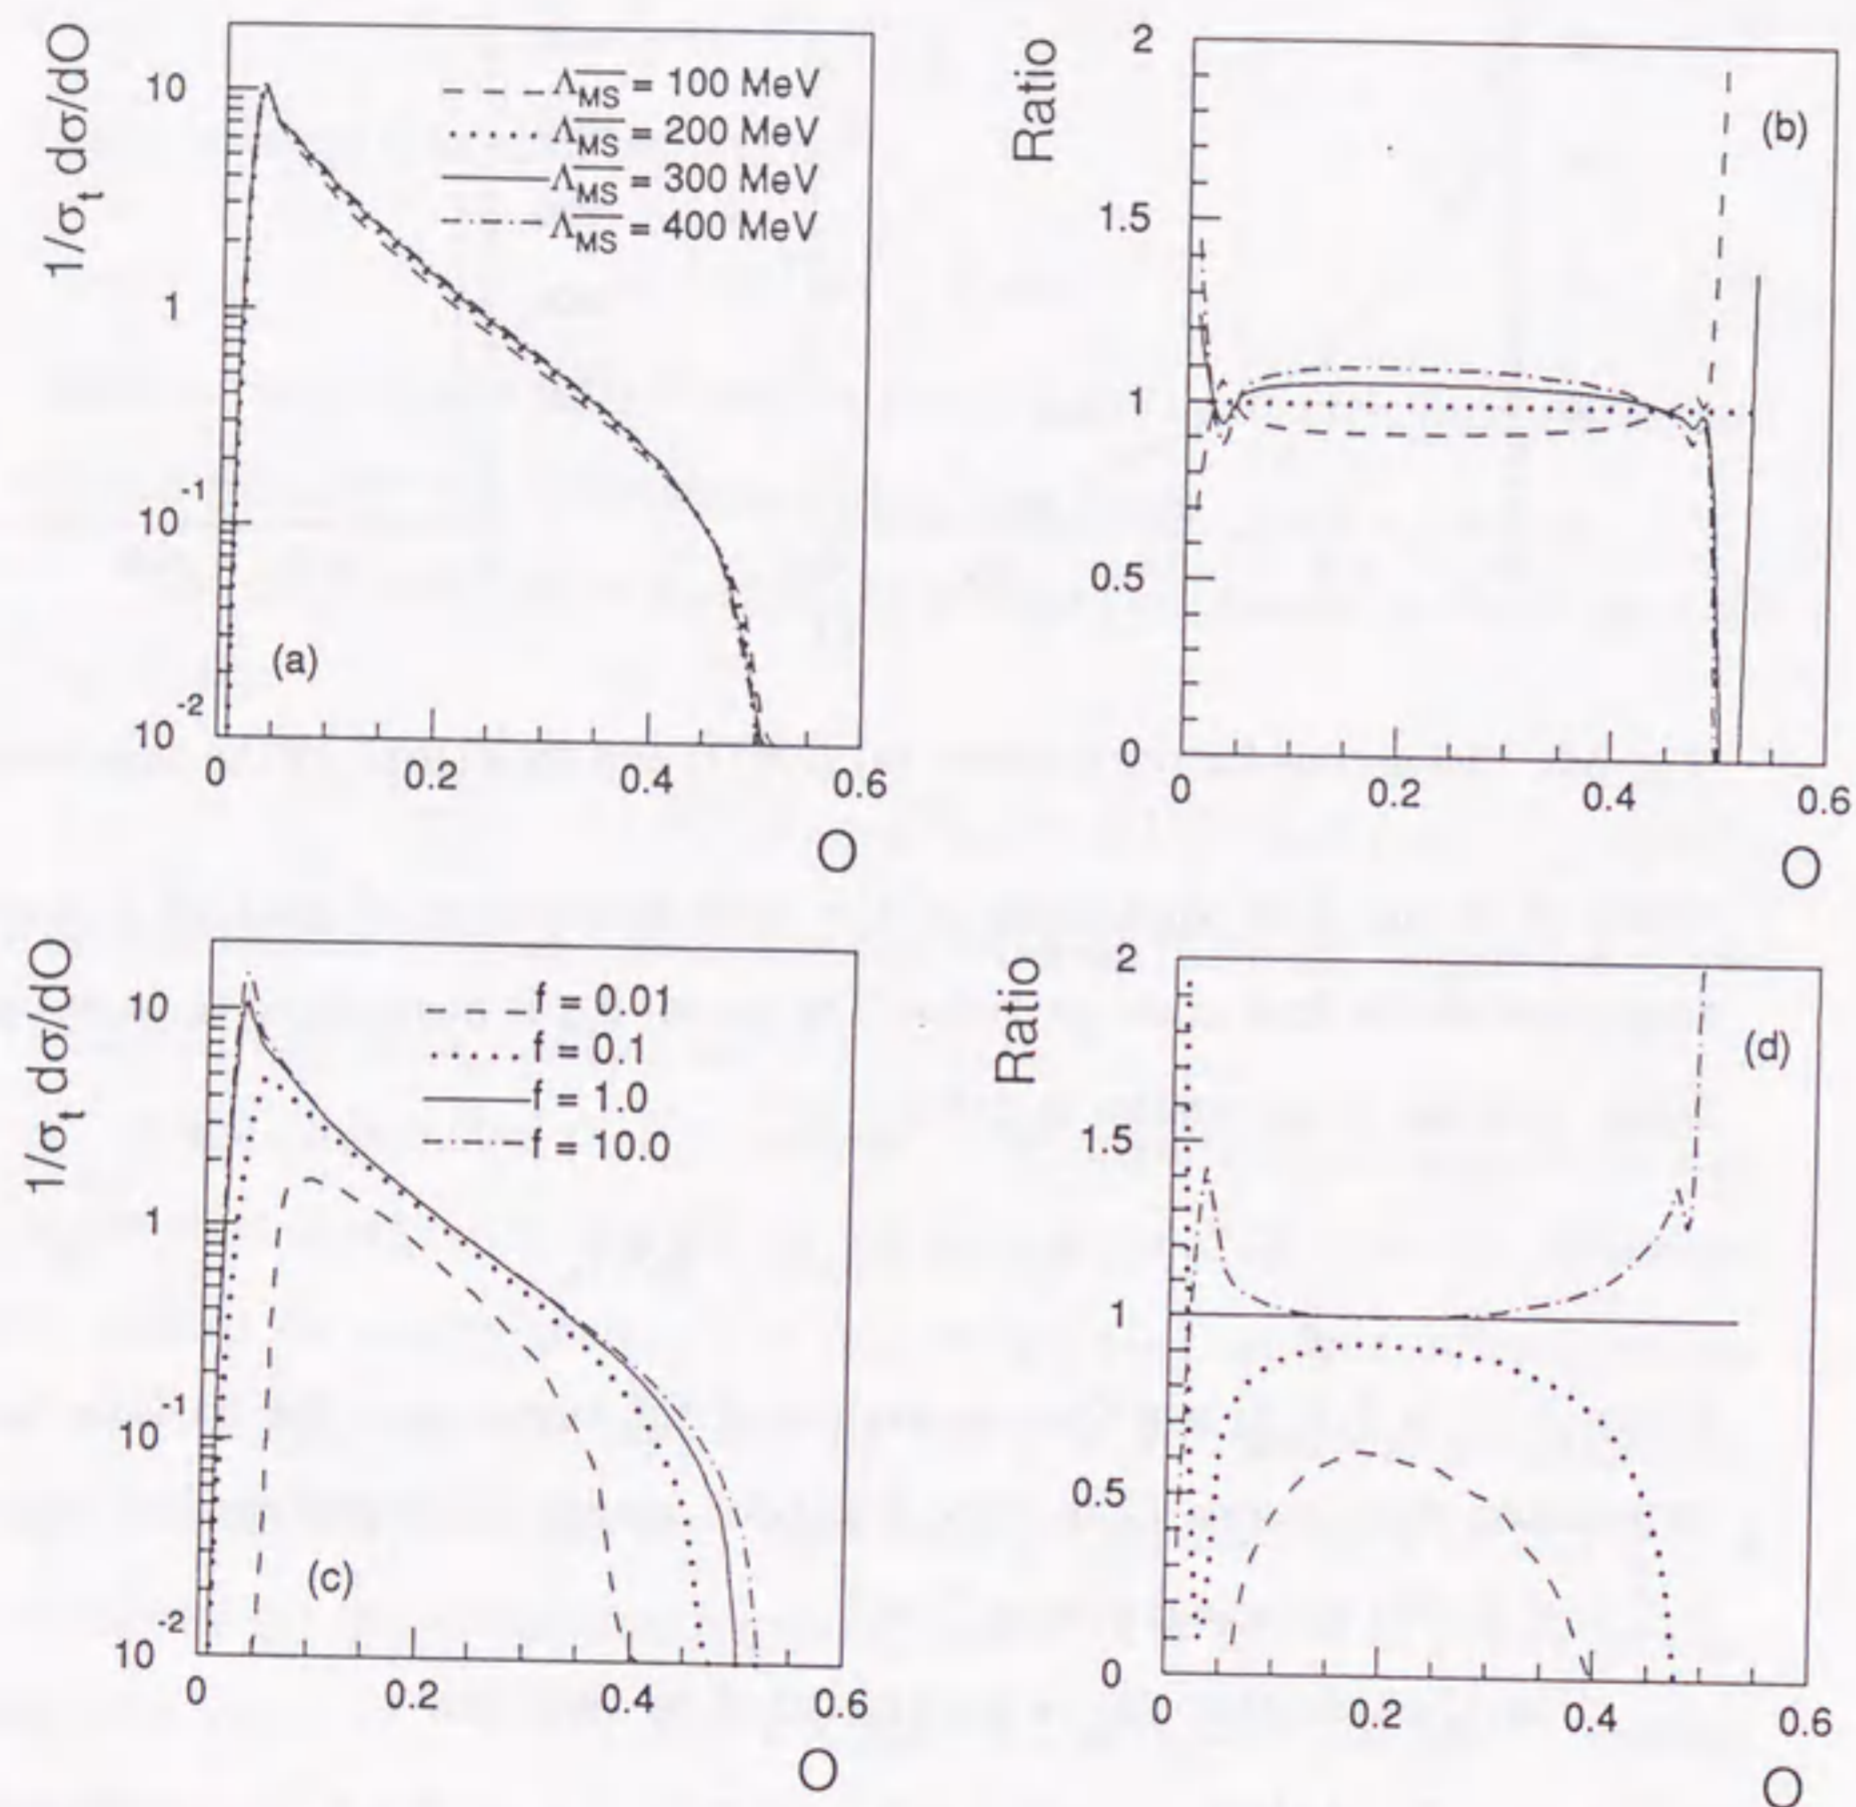 1/σt dσ/dO
10
1
10-1
10-2
0
0.2
0.4
0.6
O
(a)
ΛMS̅ = 100 MeV
ΛMS̅ = 200 MeV
ΛMS̅ = 300 MeV
ΛMS̅ = 400 MeV
Ratio
2
1.5
1
0.5
0
0
0.2
0.4
0.6
O
(b)
1/σt dσ/dO
10
1
10-1
10-2
0
0.2
0.4
0.6
O
(c)
f = 0.01
f = 0.1
f = 1.0
f = 10.0
Ratio
2
1.5
1
0.5
0
0
0.2
0.4
0.6
O
(d)